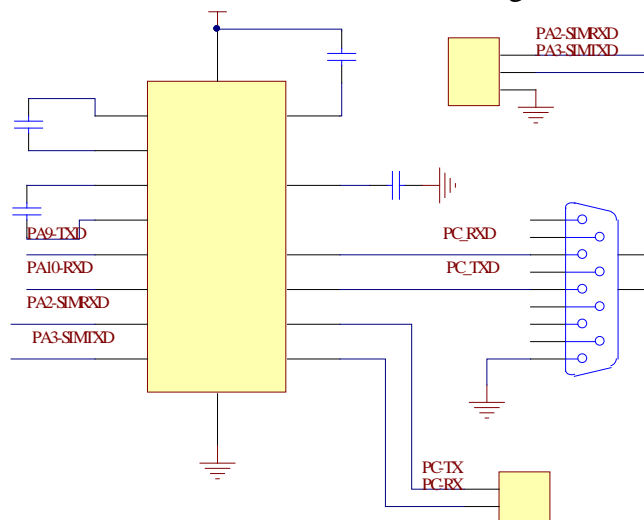 PA2-SIMRXD
PA3-SIMTXD
PA9-TXD
PC_RXD
PA10-RXD
PC_TXD
PA2-SIMRXD
PA3-SIMTXD
PC-TX
PC-RX